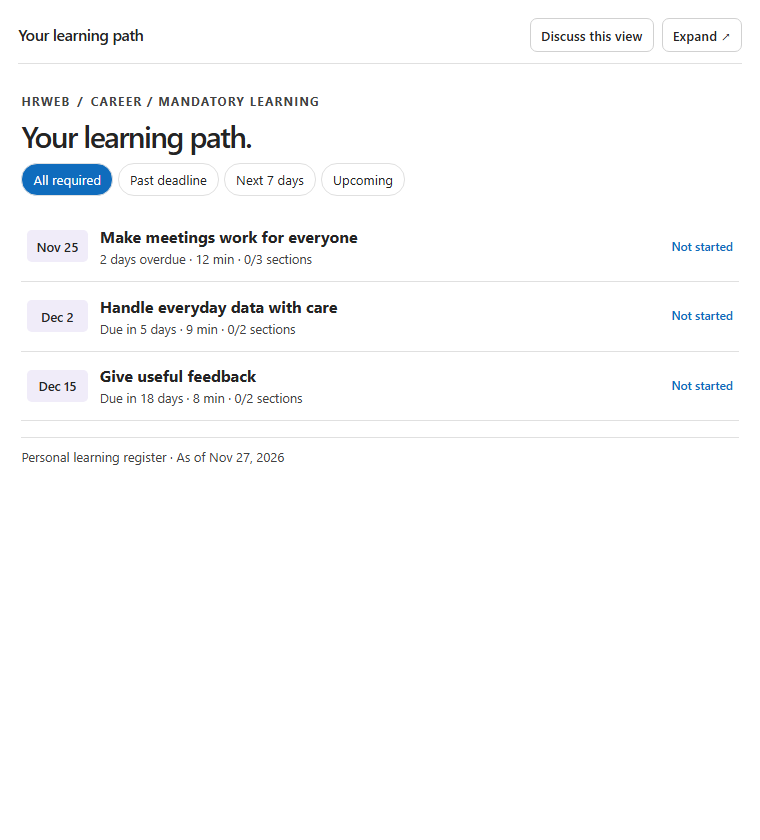 Your learning path
Discuss this view
Expand ↗
HRWEB / CAREER / MANDATORY LEARNING
Your learning path.
All required
Past deadline
Next 7 days
Upcoming
Nov 25
Make meetings work for everyone
2 days overdue · 12 min · 0/3 sections
Not started
Dec 2
Handle everyday data with care
Due in 5 days · 9 min · 0/2 sections
Not started
Dec 15
Give useful feedback
Due in 18 days · 8 min · 0/2 sections
Not started
Personal learning register · As of Nov 27, 2026